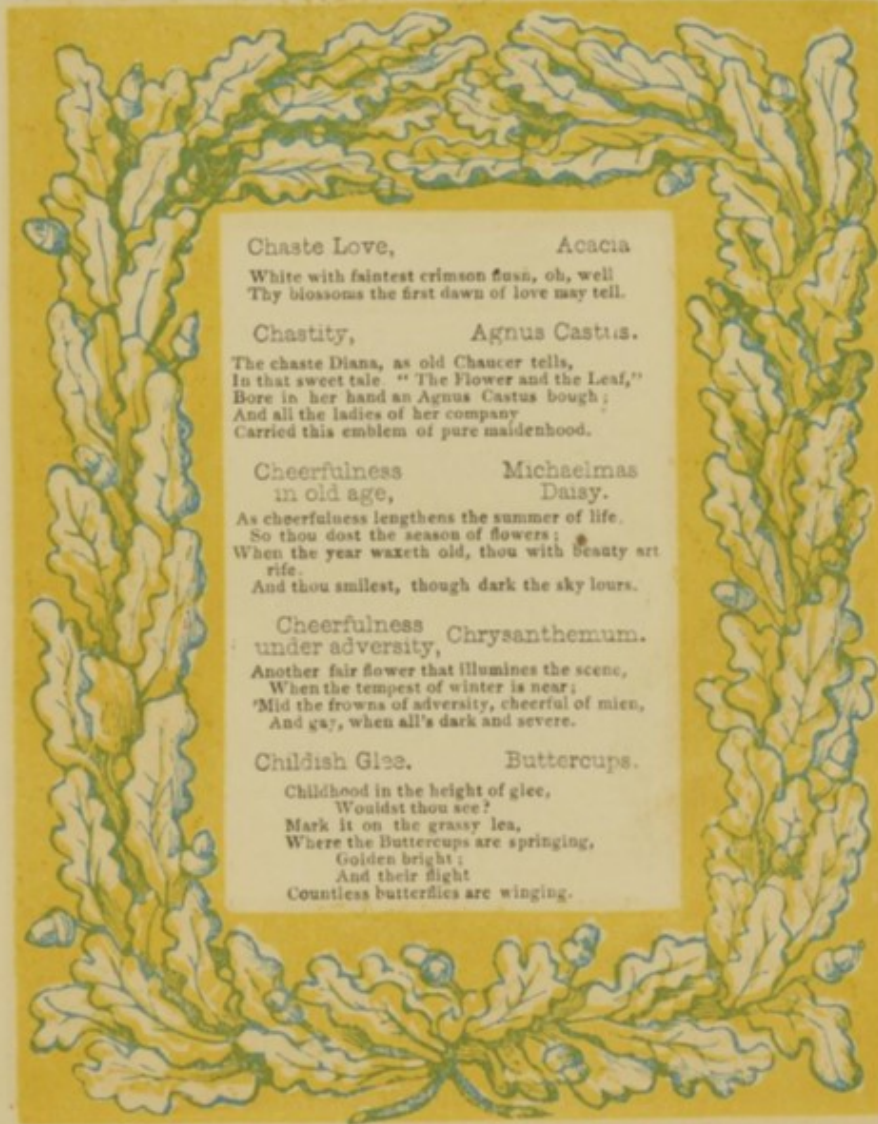 Chaste Love, Acacia
White with faintest crimson flush, oh, well
Thy blossoms the first dawn of love may tell.
Chastity, Agnus Castus.
The chaste Diana, as old Chaucer tells,
In that sweet tale "The Flower and the Leaf,"
Bore in her hand an Agnus Castus bough;
And all the ladies of her company
Carried this emblem of pure maidenhood.
Cheerfulness Michaelmas
in old age, Daisy.
As cheerfulness lengthens the summer of life,
So thou dost the season of flowers;
When the year waxeth old, thou with beauty art
rife.
And thou smilest, though dark the sky lours.
Cheerfulness
under adversity, Chrysanthemum.
Another fair flower that illumines the scene,
When the tempest of winter is near;
'Mid the frowns of adversity, cheerful of mien,
And gay, when all's dark and severe.
Childish Glee. Buttercups.
Childhood in the height of glee,
Wouldst thou see?
Mark it on the grassy lea,
Where the Buttercups are springing,
Golden bright;
And their flight
Countless butterflies are winging.